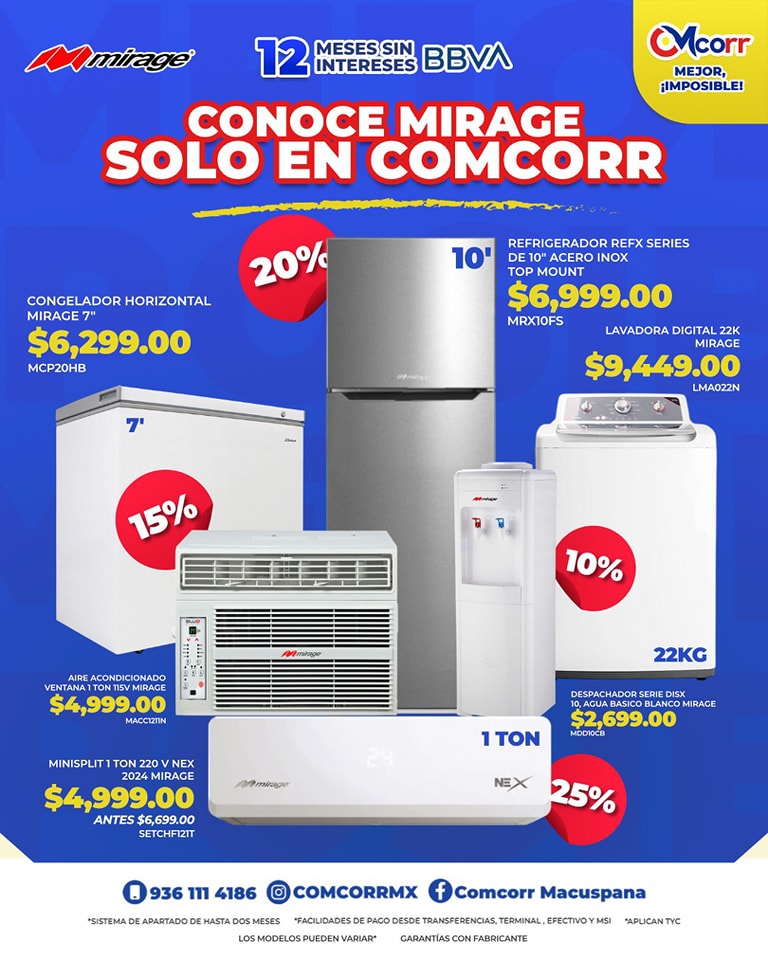 mirage
12 MESES SIN INTERESES BBVA
COMcorr
MEJOR,
¡IMPOSIBLE!
CONOCE MIRAGE
SOLO EN COMCORR
20%
10'
REFRIGERADOR REFX SERIES
DE 10" ACERO INOX
TOP MOUNT
$6,999.00
MRX10FS
CONGELADOR HORIZONTAL
MIRAGE 7"
$6,299.00
MCP20HB
LAVADORA DIGITAL 22K
MIRAGE
$9,449.00
LMA022N
7'
mirage
15%
mirage
10%
mirage
22KG
AIRE ACONDICIONADO
VENTANA 1 TON 115V MIRAGE
$4,999.00
MACC1211N
DESPACHADOR SERIE DISX
10, AGUA BASICO BLANCO MIRAGE
$2,699.00
MDD10CB
MINISPLIT 1 TON 220 V NEX
2024 MIRAGE
$4,999.00
ANTES $6,699.00
SETCHF121T
1 TON
24
mirage
NEX
25%
936 111 4186 COMCORRMX Comcorr Macuspana
*SISTEMA DE APARTADO DE HASTA DOS MESES *FACILIDADES DE PAGO DESDE TRANSFERENCIAS, TERMINAL , EFECTIVO Y MSI *APLICAN TYC
LOS MODELOS PUEDEN VARIAR* GARANTÍAS CON FABRICANTE